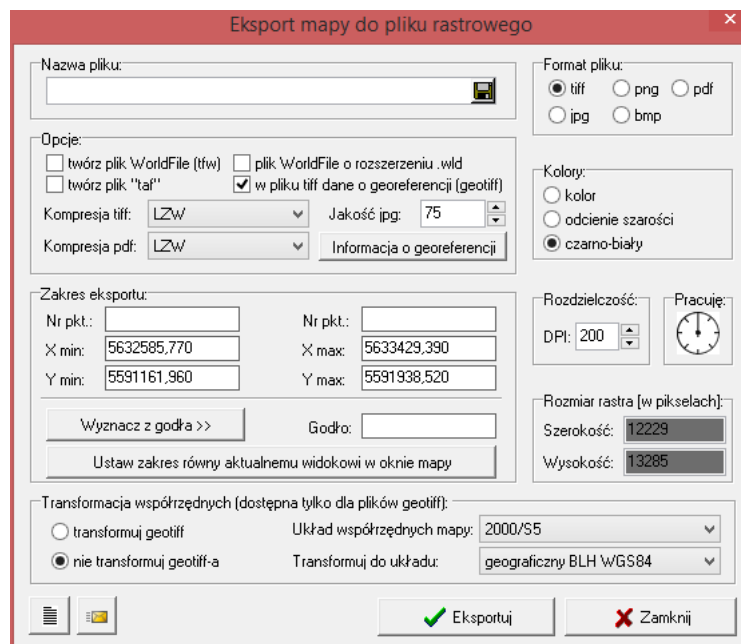 Eksport mapy do pliku rastrowego
Nazwa pliku:
Format pliku:
tiff png pdf
jpg bmp
Opcje:
twórz plik WorldFile (tfw) plik WorldFile o rozszerzeniu .wld
twórz plik "taf" w pliku tiff dane o georeferencji (geotiff)
Kompresja tiff: LZW Jakość jpg: 75
Kompresja pdf: LZW Informacja o georeferencji
Kolory:
kolor
odcienie szarości
czarno-biały
Zakres eksportu:
Nr pkt.: Nr pkt.:
X min: 5632585,770 X max: 5633429,390
Y min: 5591161,960 Y max: 5591938,520
Wyznacz z godła >> Godło:
Ustaw zakres równy aktualnemu widokowi w oknie mapy
Rozdzielczość: Pracuję:
DPI: 200
Rozmiar rastra [w pikselach]:
Szerokość: 12229
Wysokość: 13285
Transformacja współrzędnych (dostępna tylko dla plików geotiff):
transformuj geotiff Układ współrzędnych mapy: 2000/S5
nie transformuj geotiff-a Transformuj do układu: geograficzny BLH WGS84
Eksportuj Zamknij